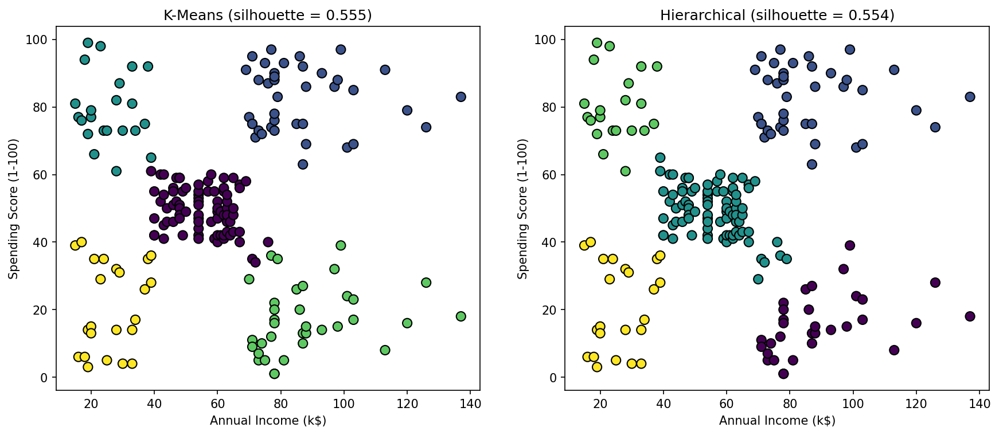 K-Means (silhouette = 0.555)
100
80
60
40
20
0
Spending Score (1-100)
20 40 60 80 100 120 140
Annual Income (k$)
Hierarchical (silhouette = 0.554)
100
80
60
40
20
0
Spending Score (1-100)
20 40 60 80 100 120 140
Annual Income (k$)